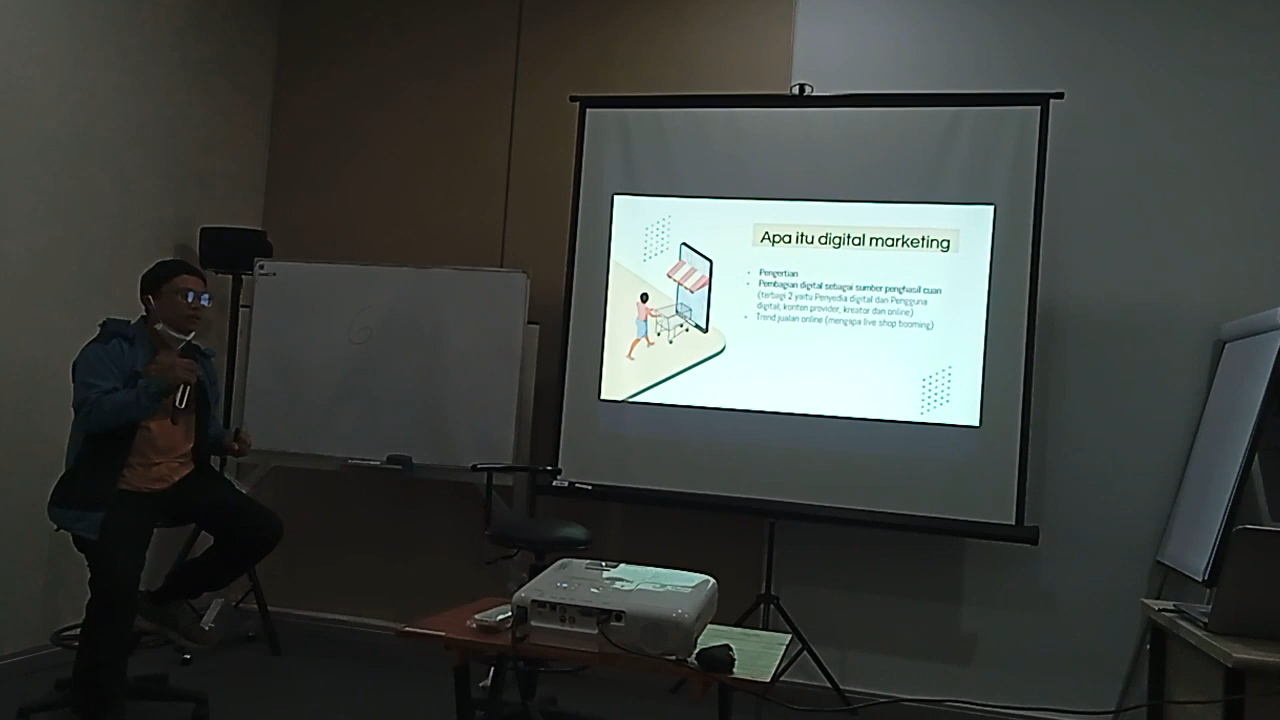 Apa itu digital marketing
• Pengertian
• Pembagian digital sebagai sumber penghasil cuan
(terbagi 2 yaitu Penyedia digital dan Pengguna
digital, konten provider, kreator dan online)
• Trend jualan online (mengapa live shop booming)